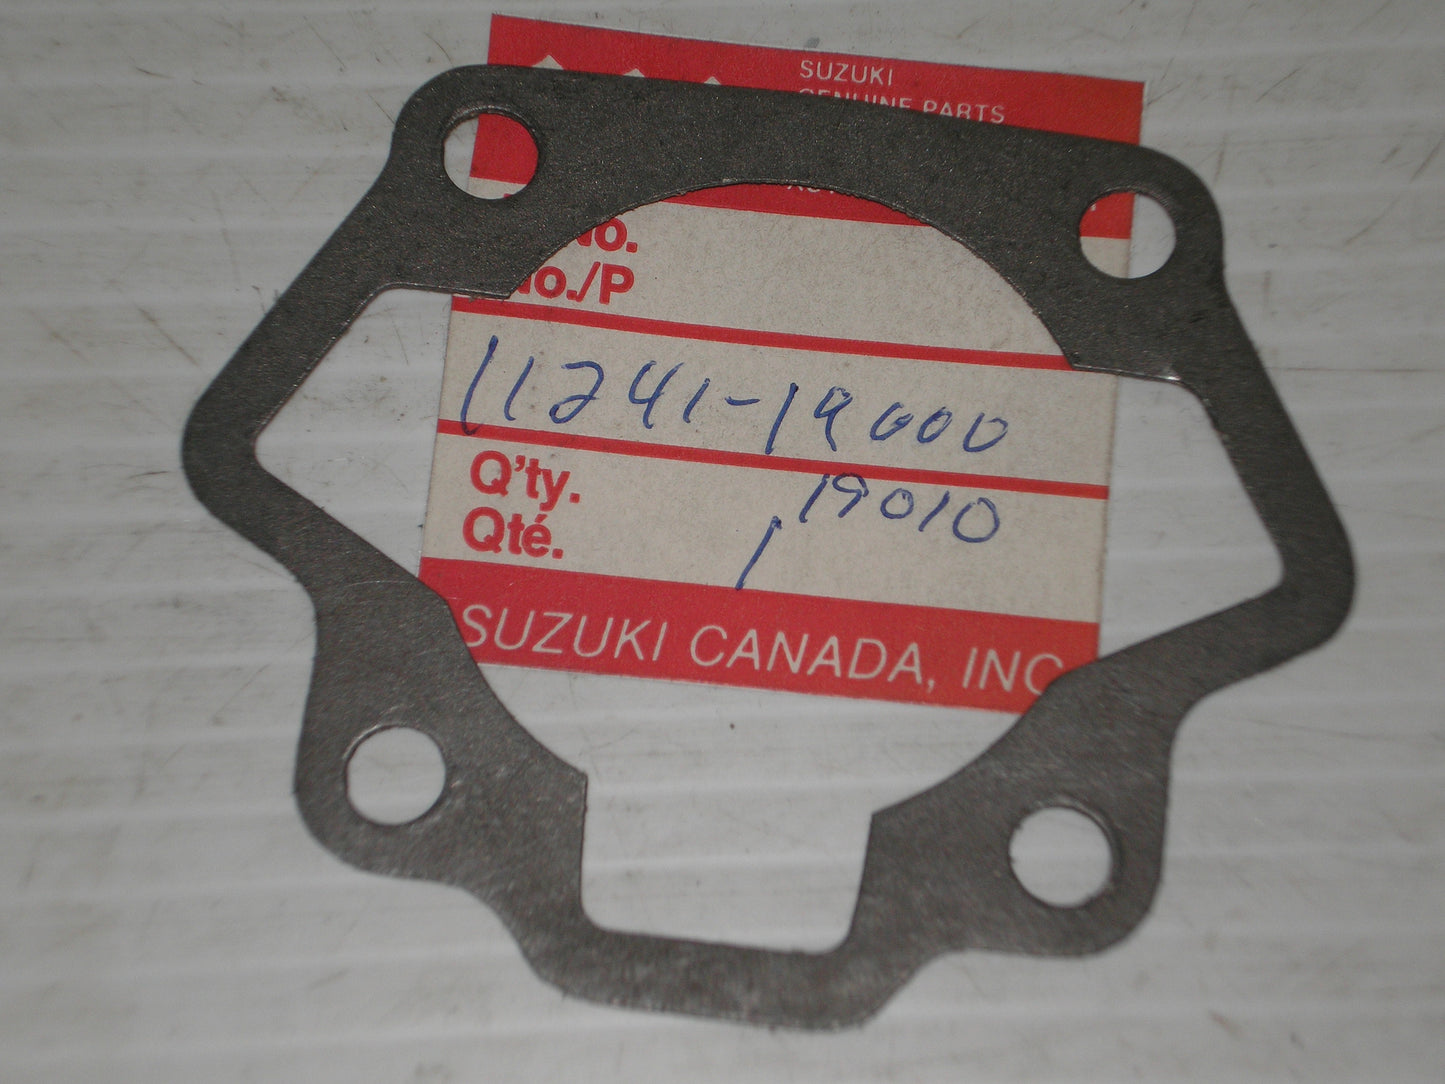 SUZUKI
GENUINE PARTS
No.
No./P
11241-19000
Q'ty.
19010
Qté.
1
SUZUKI CANADA, INC